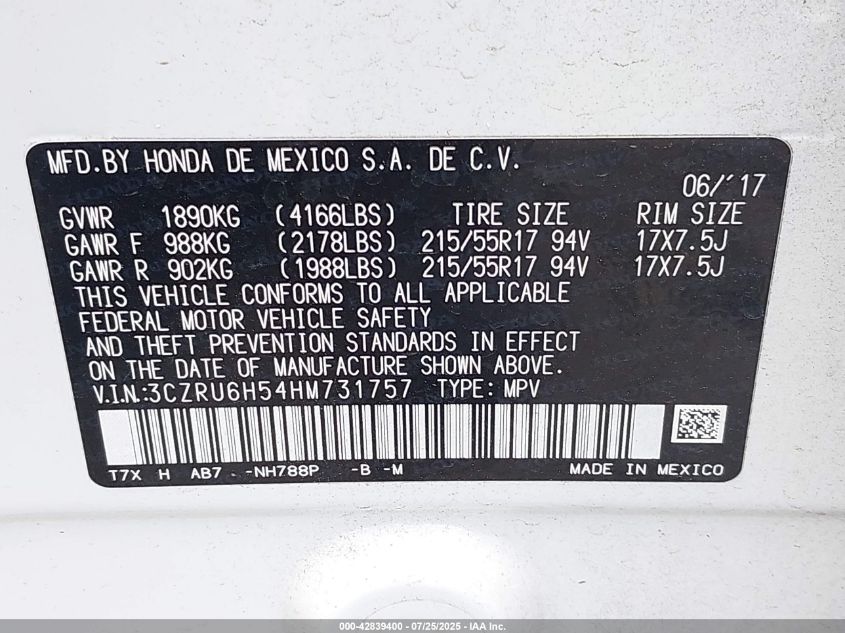 MFD.BY HONDA DE MEXICO S.A. DE C.V.
06/'17
GVWR 1890KG (4166LBS) TIRE SIZE RIM SIZE
GAWR F 988KG (2178LBS) 215/55R17 94V 17X7.5J
GAWR R 902KG (1988LBS) 215/55R17 94V 17X7.5J
THIS VEHICLE CONFORMS TO ALL APPLICABLE
FEDERAL MOTOR VEHICLE SAFETY
AND THEFT PREVENTION STANDARDS IN EFFECT
ON THE DATE OF MANUFACTURE SHOWN ABOVE.
V.I.N.:3CZRU6H54HM731757 TYPE: MPV
T7X H AB7 -NH788P -B -M MADE IN MEXICO
000-42839400 - 07/25/2025 - IAA Inc.